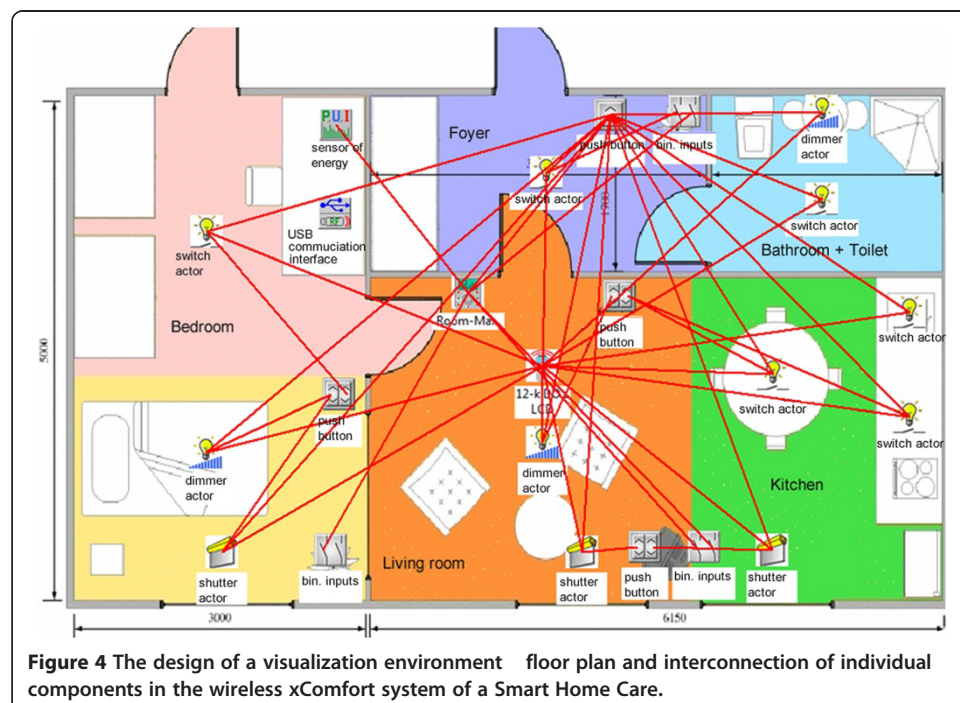 P,U,I
sensor of
energy
Foyer
push button
bin. inputs
dimmer
actor
switch actor
switch actor
Bathroom + Toilet
USB
commuciation
interface
RF
switch
actor
Room-Ma
push
button
Bedroom
switch actor
5000
12-k
LCD
switch actor
push
button
switch actor
dimmer
actor
dimmer
actor
Kitchen
Living room
shutter
actor
bin. inputs
shutter
actor
push
button
bin. inputs
shutter
actor
3000
6150
Figure 4 The design of a visualization environment floor plan and interconnection of individual
components in the wireless xComfort system of a Smart Home Care.